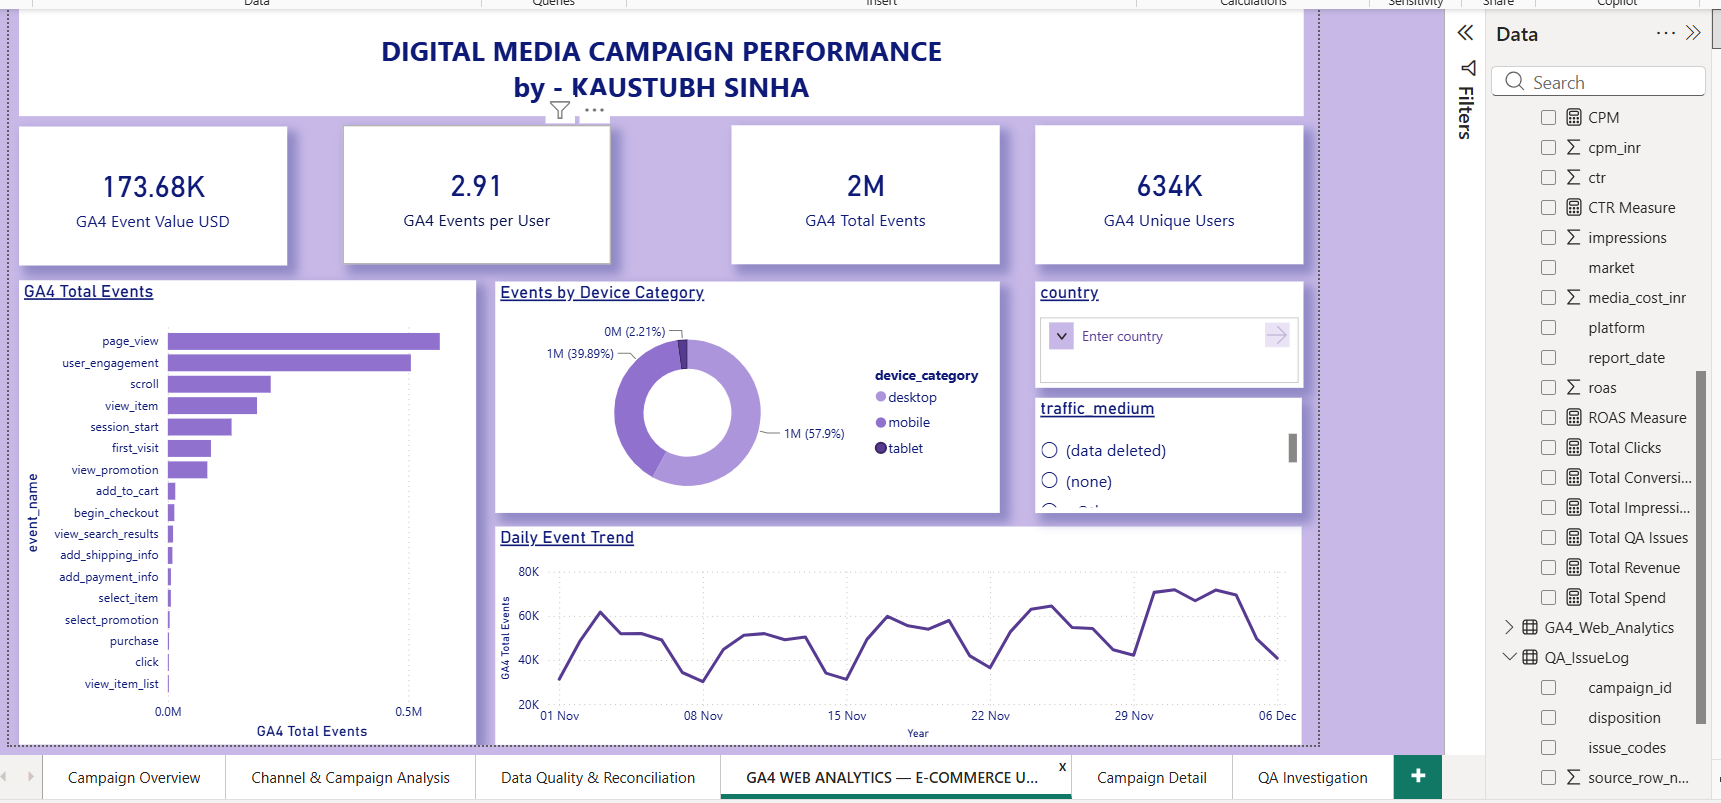 Data
Queries
Insert
Calculations
Sensitivity
Share
Copilot
DIGITAL MEDIA CAMPAIGN PERFORMANCE
by - KAUSTUBH SINHA
173.68K
GA4 Event Value USD
2.91
GA4 Events per User
2M
GA4 Total Events
634K
GA4 Unique Users
GA4 Total Events
event_name
page_view
user_engagement
scroll
view_item
session_start
first_visit
view_promotion
add_to_cart
begin_checkout
view_search_results
add_shipping_info
add_payment_info
select_item
select_promotion
purchase
click
view_item_list
0.0M
0.5M
GA4 Total Events
Events by Device Category
0M (2.21%)
1M (39.89%)
1M (57.9%)
device_category
desktop
mobile
tablet
country
Enter country
traffic_medium
(data deleted)
(none)
Daily Event Trend
GA4 Total Events
80K
60K
40K
20K
01 Nov
08 Nov
15 Nov
22 Nov
29 Nov
06 Dec
Year
Filters
Data
Search
CPM
cpm_inr
ctr
CTR Measure
impressions
market
media_cost_inr
platform
report_date
roas
ROAS Measure
Total Clicks
Total Conversi...
Total Impressi...
Total QA Issues
Total Revenue
Total Spend
GA4_Web_Analytics
QA_IssueLog
campaign_id
disposition
issue_codes
source_row_n...
Campaign Overview
Channel & Campaign Analysis
Data Quality & Reconciliation
GA4 WEB ANALYTICS — E-COMMERCE U...
x
Campaign Detail
QA Investigation